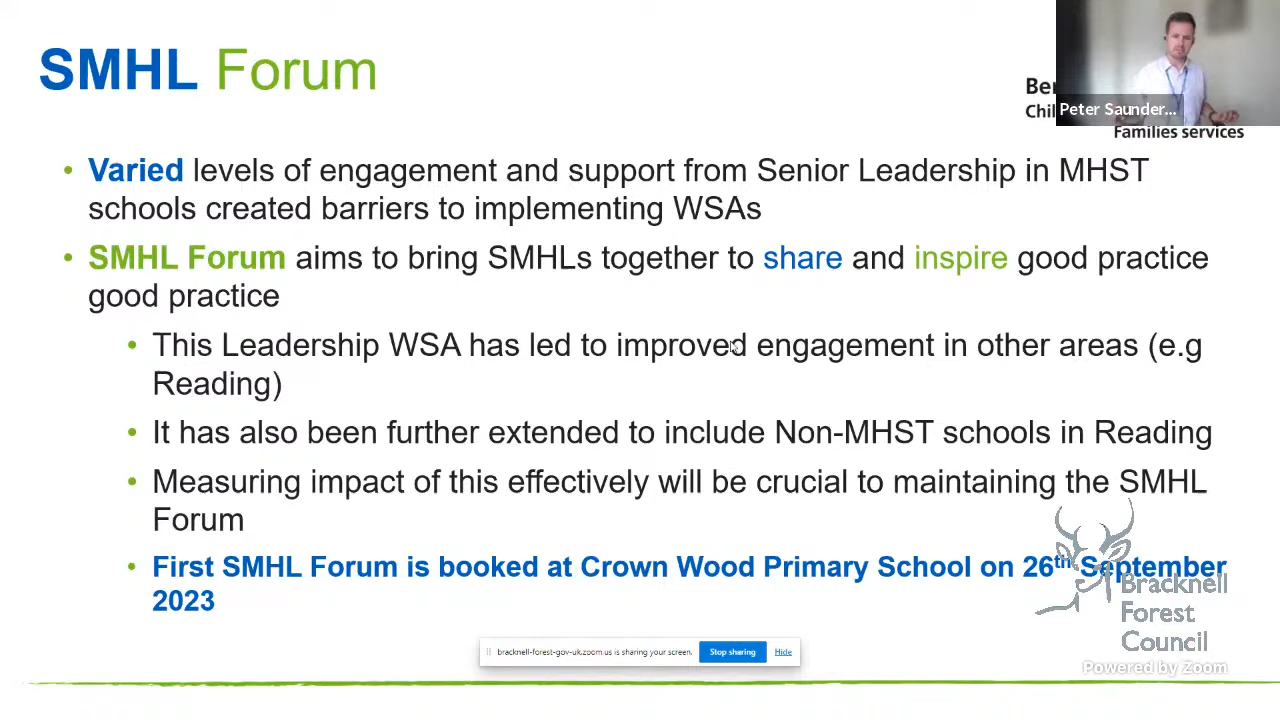 SMHL Forum
Ber
Chil
Peter Saunder...
Families services
• Varied levels of engagement and support from Senior Leadership in MHST
schools created barriers to implementing WSAs
• SMHL Forum aims to bring SMHLs together to share and inspire good practice
good practice
• This Leadership WSA has led to improved engagement in other areas (e.g
Reading)
• It has also been further extended to include Non-MHST schools in Reading
• Measuring impact of this effectively will be crucial to maintaining the SMHL
Forum
• First SMHL Forum is booked at Crown Wood Primary School on 26th September
2023
Bracknell
Forest
Council
bracknell-forest-gov-uk.zoom.us is sharing your screen. Stop sharing Hide
Powered by Zoom